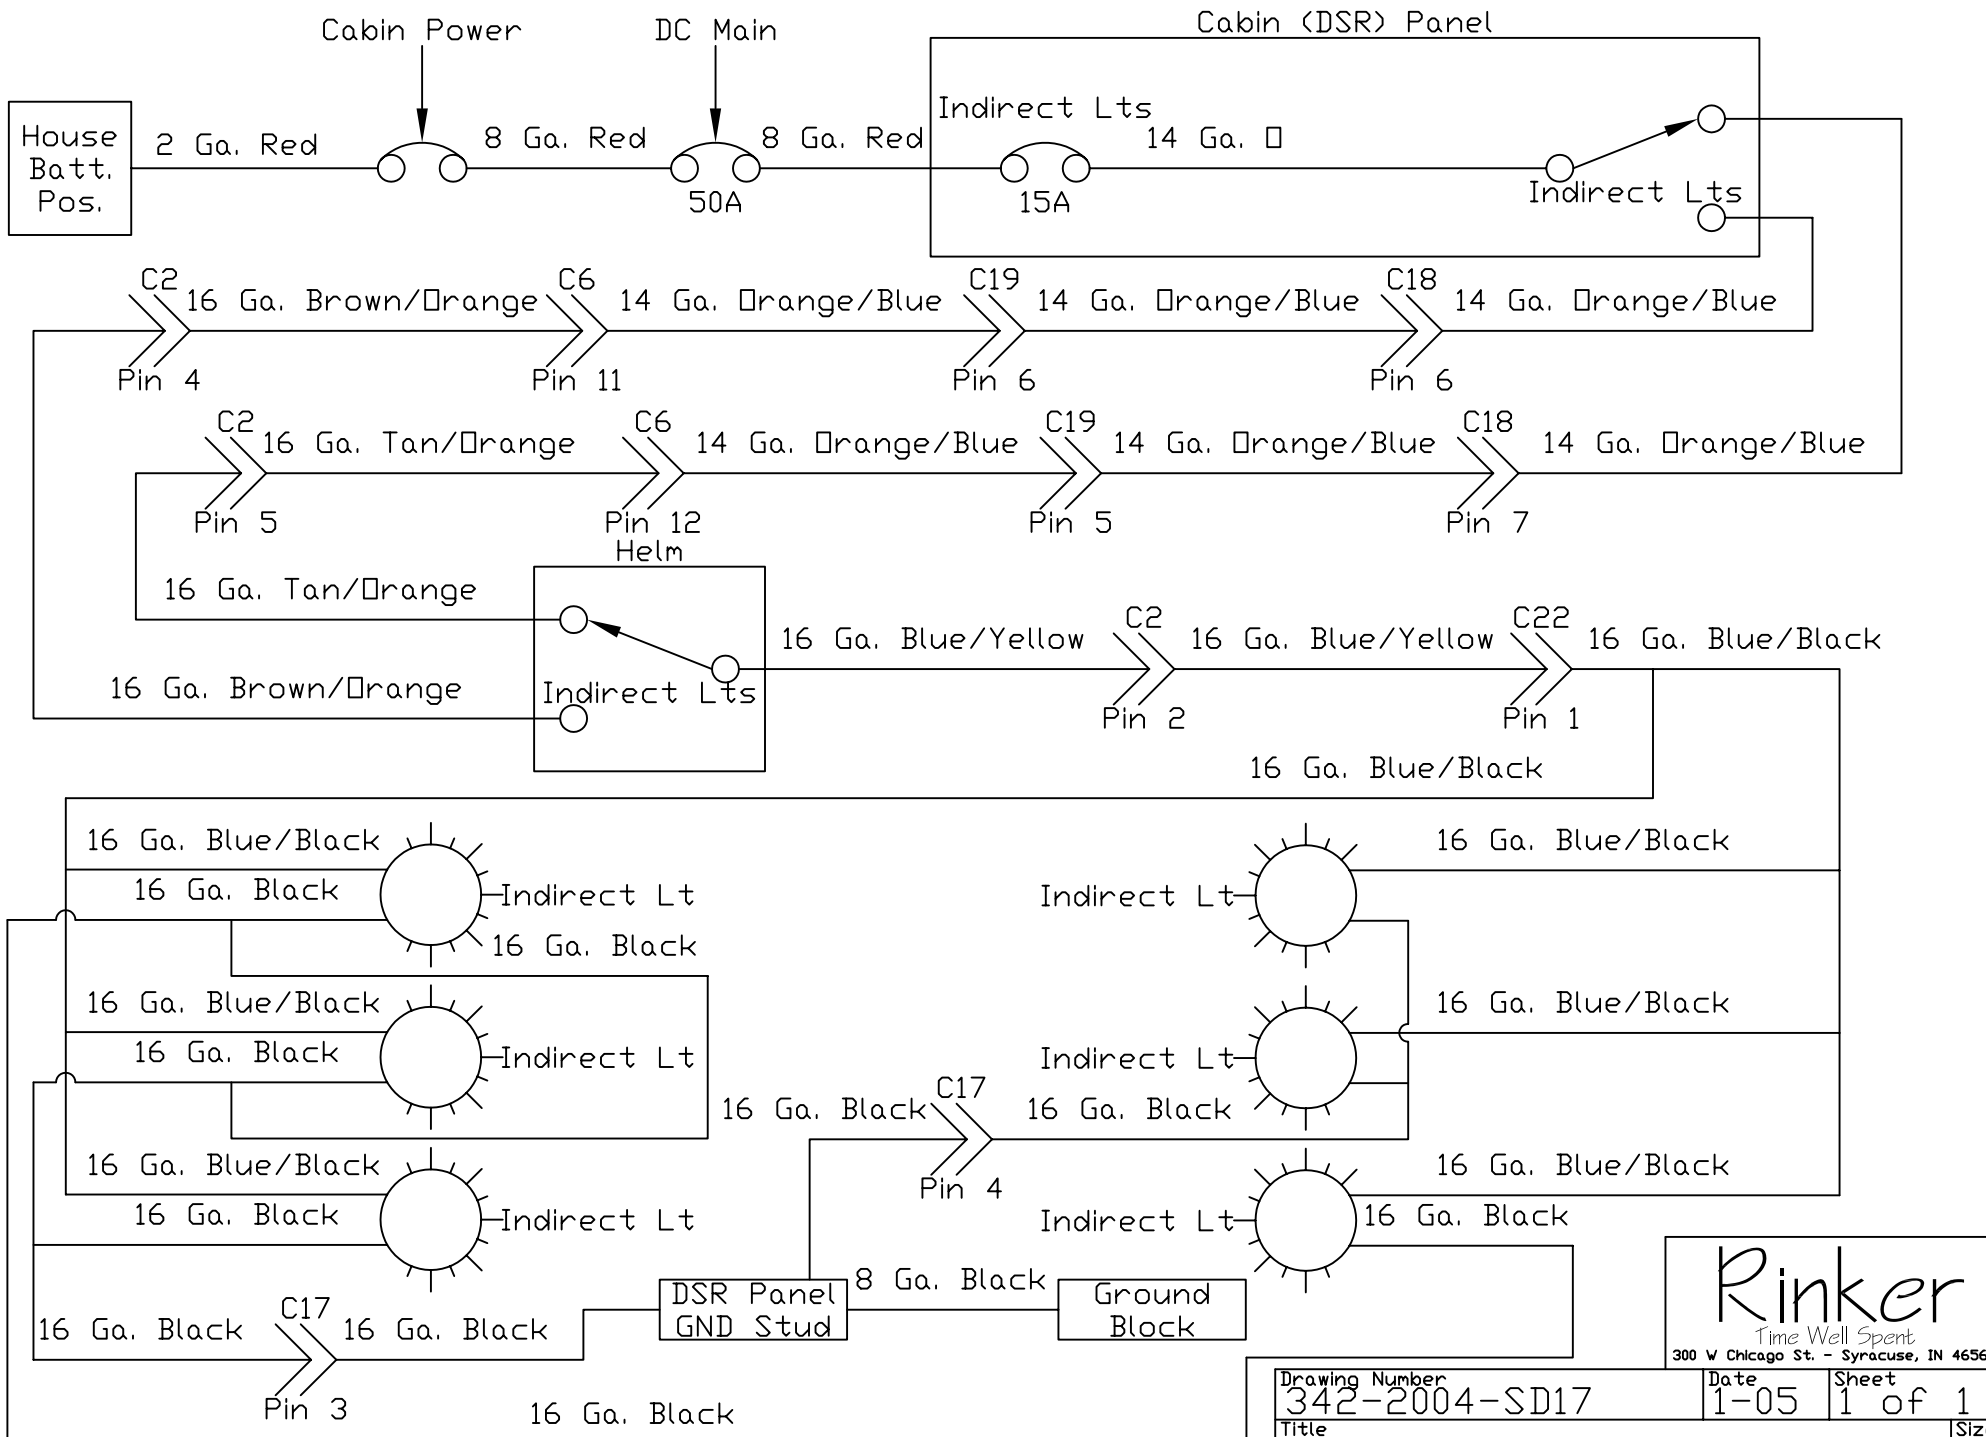 Cabin Power
DC Main
Cabin (DSR) Panel
House
Batt.
Pos.
2 Ga. Red
8 Ga. Red
50A
8 Ga. Red
Indirect Lts
15A
14 Ga. O
Indirect Lts
C2
16 Ga. Brown/Orange
C6
14 Ga. Orange/Blue
C19
14 Ga. Orange/Blue
C18
14 Ga. Orange/Blue
Pin 4
Pin 11
Pin 6
Pin 6
C2
16 Ga. Tan/Orange
C6
14 Ga. Orange/Blue
C19
14 Ga. Orange/Blue
C18
14 Ga. Orange/Blue
Pin 5
Pin 12
Pin 5
Pin 7
Helm
16 Ga. Tan/Orange
16 Ga. Brown/Orange
Indirect Lts
16 Ga. Blue/Yellow
C2
16 Ga. Blue/Yellow
C22
16 Ga. Blue/Black
Pin 2
Pin 1
16 Ga. Blue/Black
16 Ga. Blue/Black
16 Ga. Black
Indirect Lt
16 Ga. Black
Indirect Lt
16 Ga. Blue/Black
16 Ga. Blue/Black
16 Ga. Black
Indirect Lt
Indirect Lt
16 Ga. Blue/Black
16 Ga. Black
C17
16 Ga. Black
Pin 4
16 Ga. Blue/Black
16 Ga. Black
Indirect Lt
Indirect Lt
16 Ga. Blue/Black
16 Ga. Black
16 Ga. Black
C17
16 Ga. Black
Pin 3
DSR Panel
GND Stud
8 Ga. Black
Ground
Block
16 Ga. Black
Rinker
Time Well Spent
300 W Chicago St. - Syracuse, IN 4656
Drawing Number
342-2004-SD17
Date
1-05
Sheet
1 of 1
Title
Siz